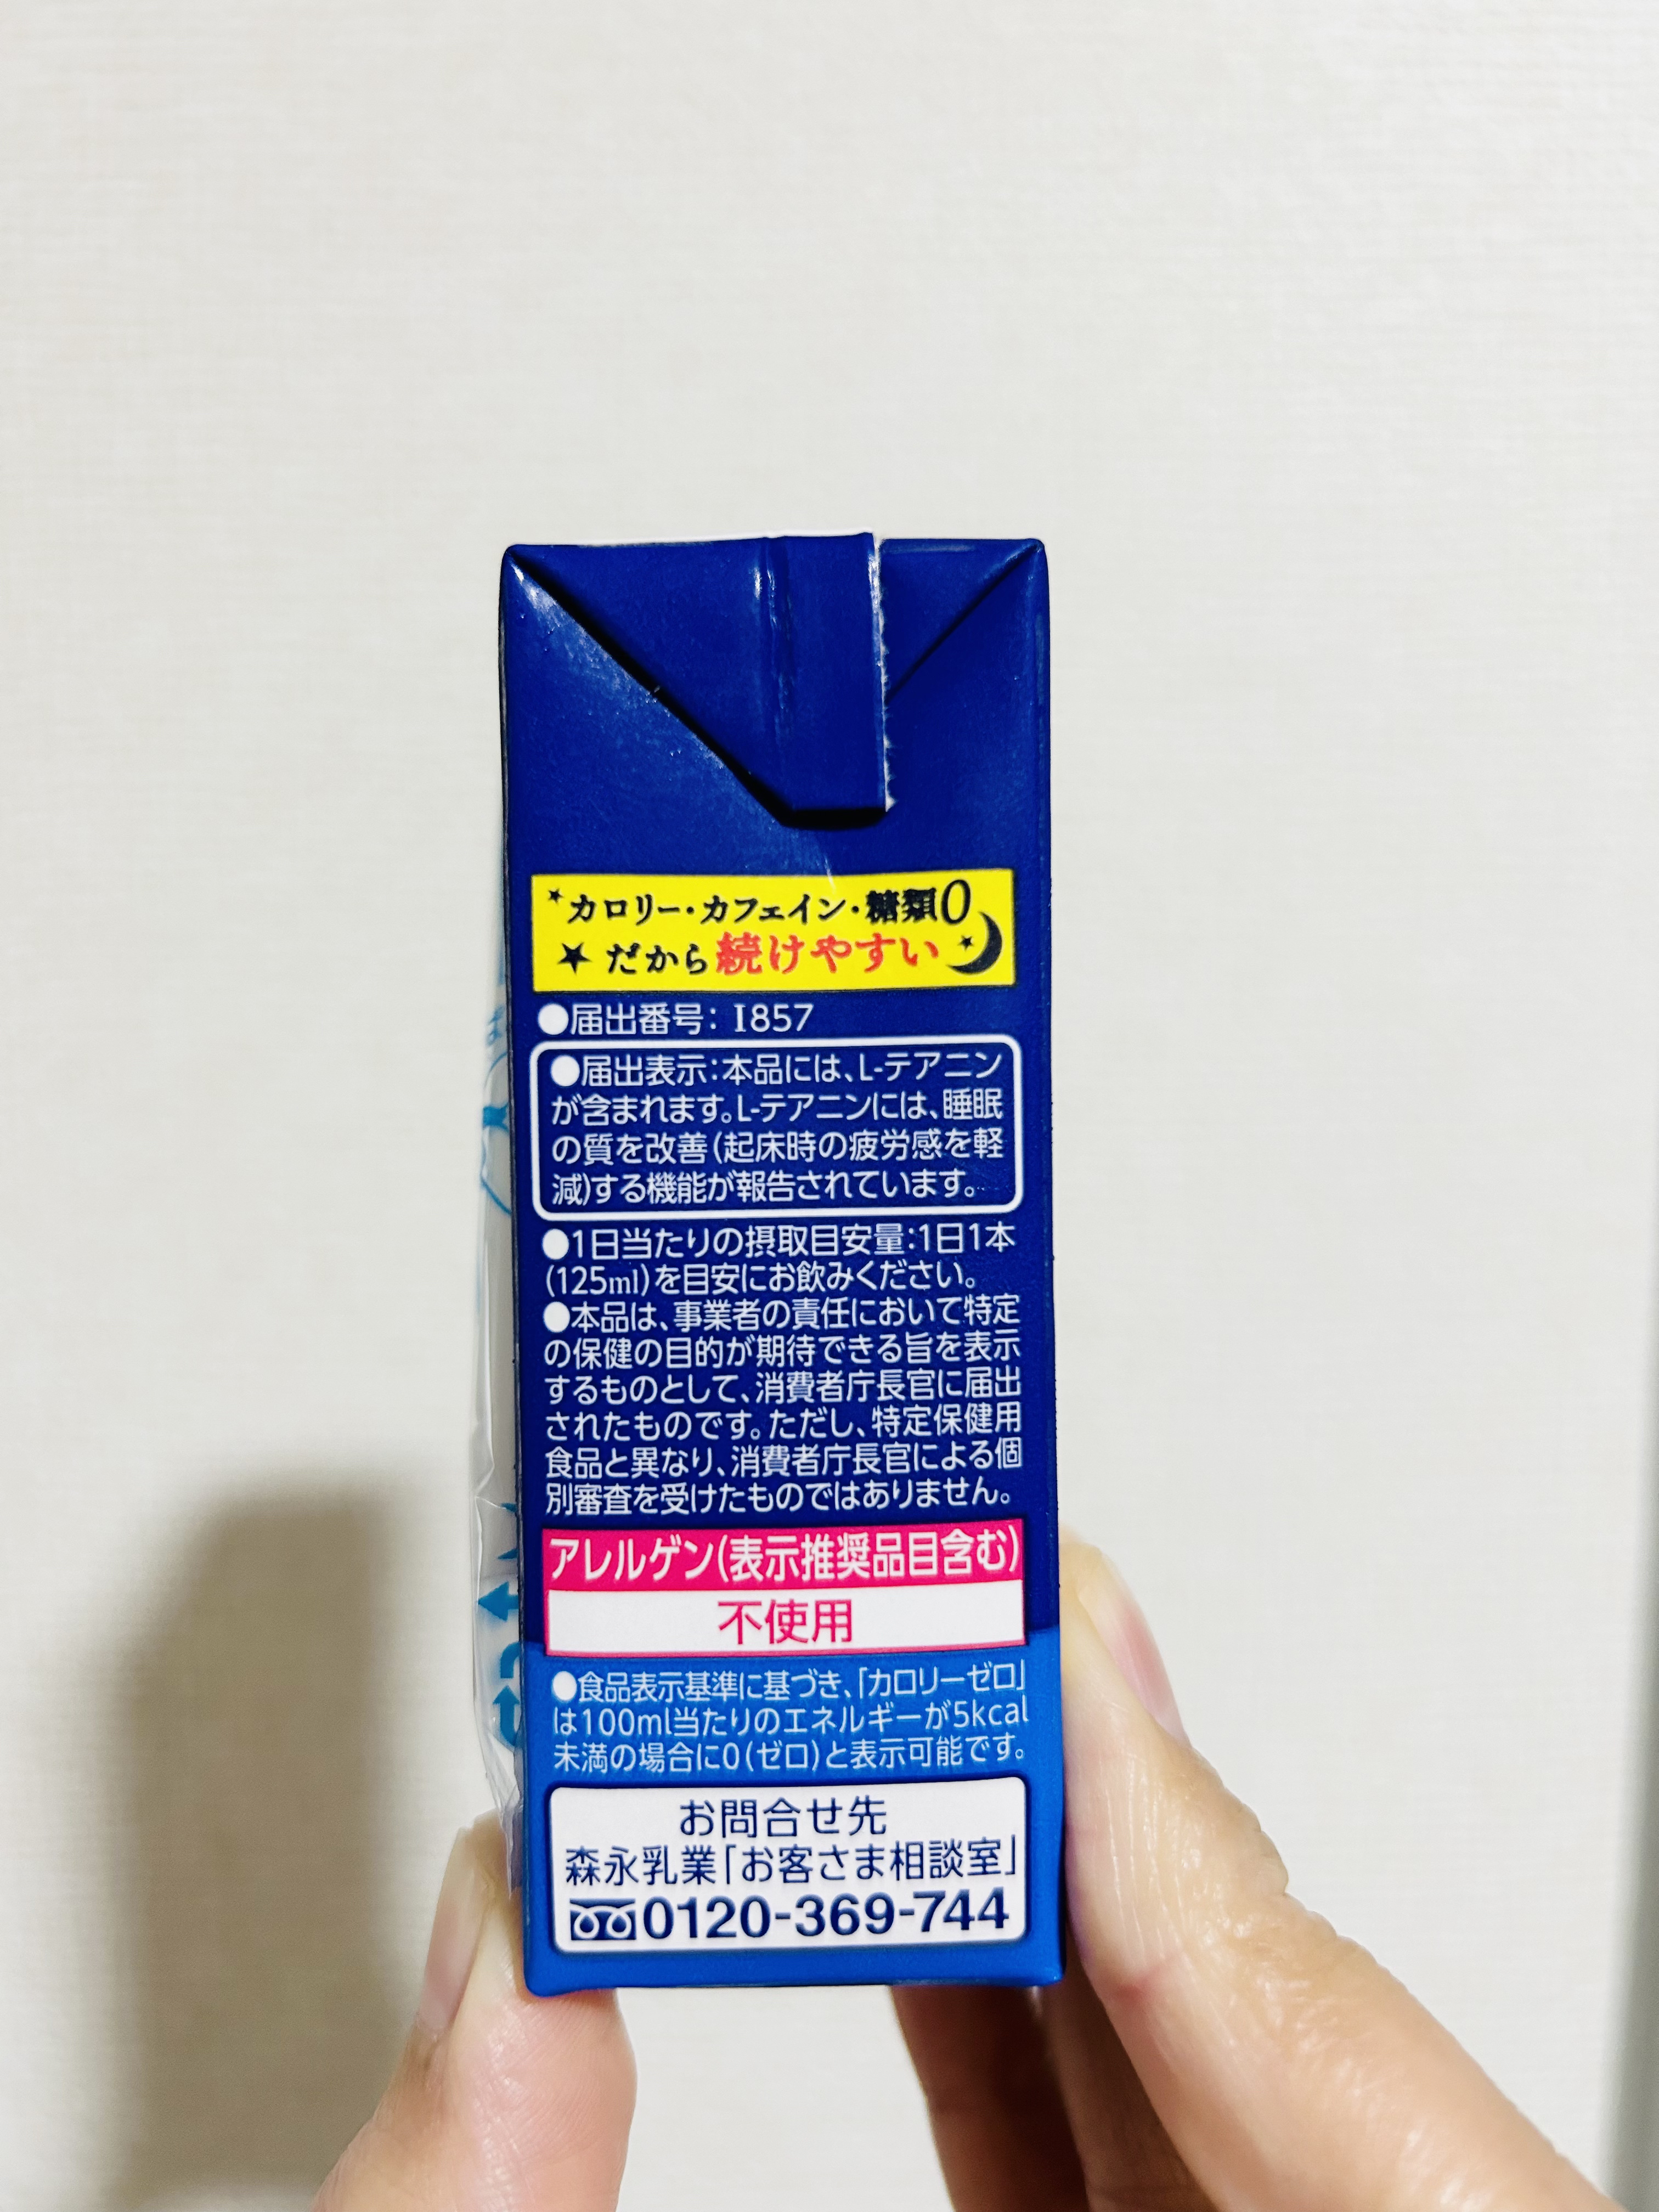 カロリー・カフェイン・糖類0
だから続けやすい
●届出番号：I857
●届出表示：本品には、L-テアニン
が含まれます。L-テアニンには、睡眠
の質を改善（起床時の疲労感を軽
減）する機能が報告されています。
●1日当たりの摂取目安量：1日1本
(125ml)を目安にお飲みください。
●本品は、事業者の責任において特定
の保健の目的が期待できる旨を表示
するものとして、消費者庁長官に届出
されたものです。ただし、特定保健用
食品と異なり、消費者庁長官による個
別審査を受けたものではありません。
アレルゲン（表示推奨品目含む）
不使用
●食品表示基準に基づき、「カロリーゼロ」
は100ml当たりのエネルギーが5kcal
未満の場合に0（ゼロ）と表示可能です。
お問合せ先
森永乳業「お客さま相談室」
0120-369-744